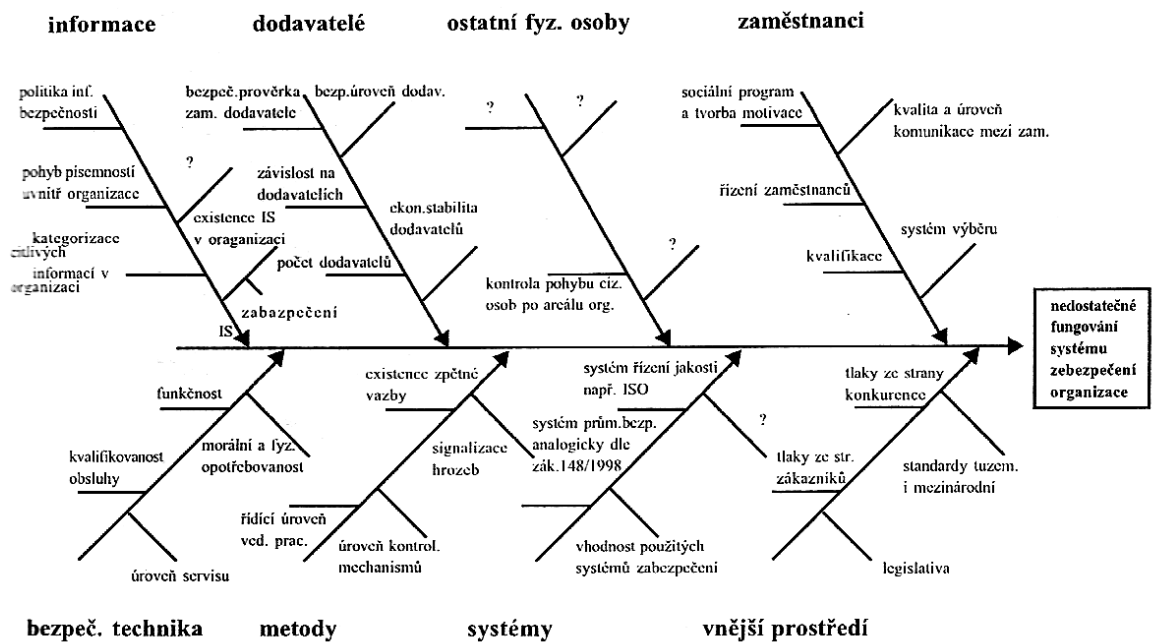 informace
dodavatelé
ostatní fyz. osoby
zaměstnanci
politika inf.
bezpečnosti
pohyb písemností
uvnitř organizace
?
kategorizace
citlivých
informací v
organizaci
existence IS
v oraganizaci
zabazpečení
IS
bezpeč.prověrka
zam. dodavatele
bezp.úroveň dodav.
závislost na
dodavatelích
ekon.stabilita
dodavatelů
počet dodavatelů
?
?
?
kontrola pohybu ciz.
osob po areálu org.
sociální program
a tvorba motivace
kvalita a úroveň
komunikace mezi zam.
řízení zaměstnanců
systém výběru
kvalifikace
nedostatečné
fungování
systému
zebezpečení
organizace
funkčnost
morální a fyz.
opotřebovanost
kvalifikovanost
obsluhy
úroveň servisu
existence zpětné
vazby
signalizace
hrozeb
řídící úroveň
ved. prac.
úroveň kontrol.
mechanismů
systém řízení jakosti
např. ISO
systém prům.bezp.
analogicky dle
zák.148/1998
?
vhodnost použitých
systémů zabezpečení
tlaky ze strany
konkurence
tlaky ze str.
zákazníků
standardy tuzem.
i mezinárodní
legislativa
bezpeč. technika
metody
systémy
vnější prostředí